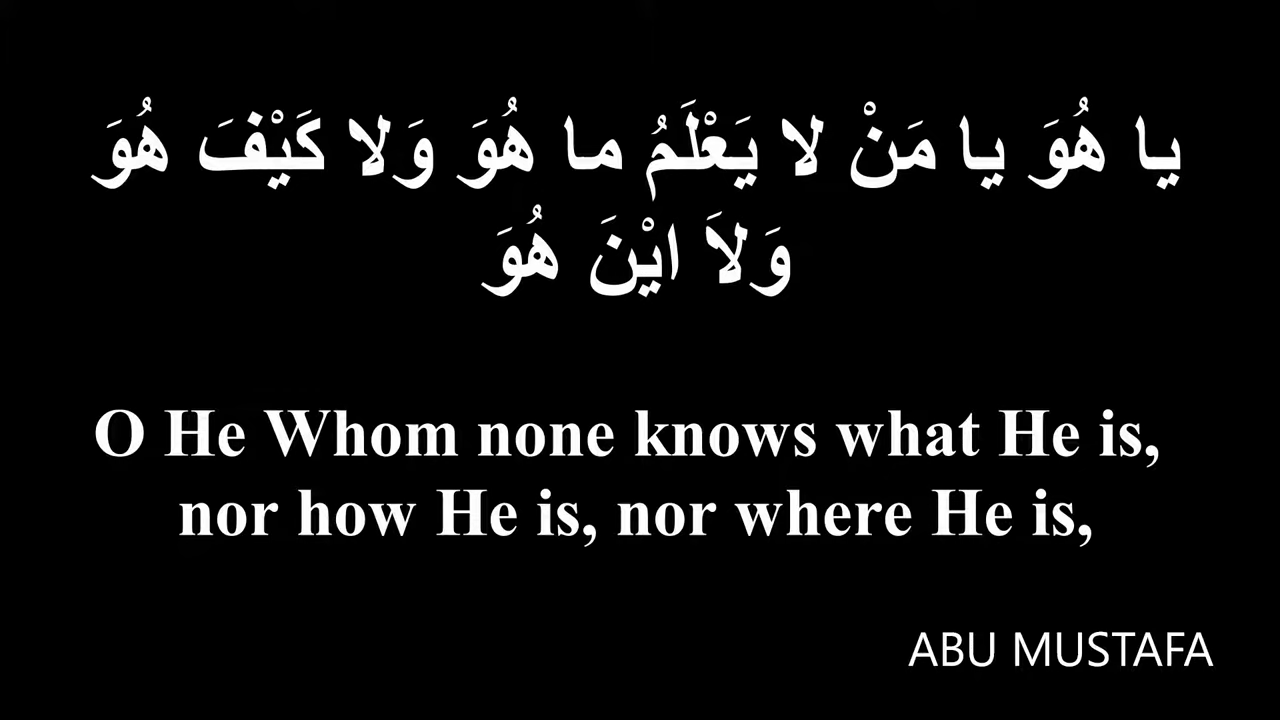 يا هُوَ يا مَنْ لا يَعْلَمُ ما هُوَ وَلا كَيْفَ هُوَ
وَلاَ ايْنَ هُوَ
O He Whom none knows what He is,
nor how He is, nor where He is,
ABU MUSTAFA